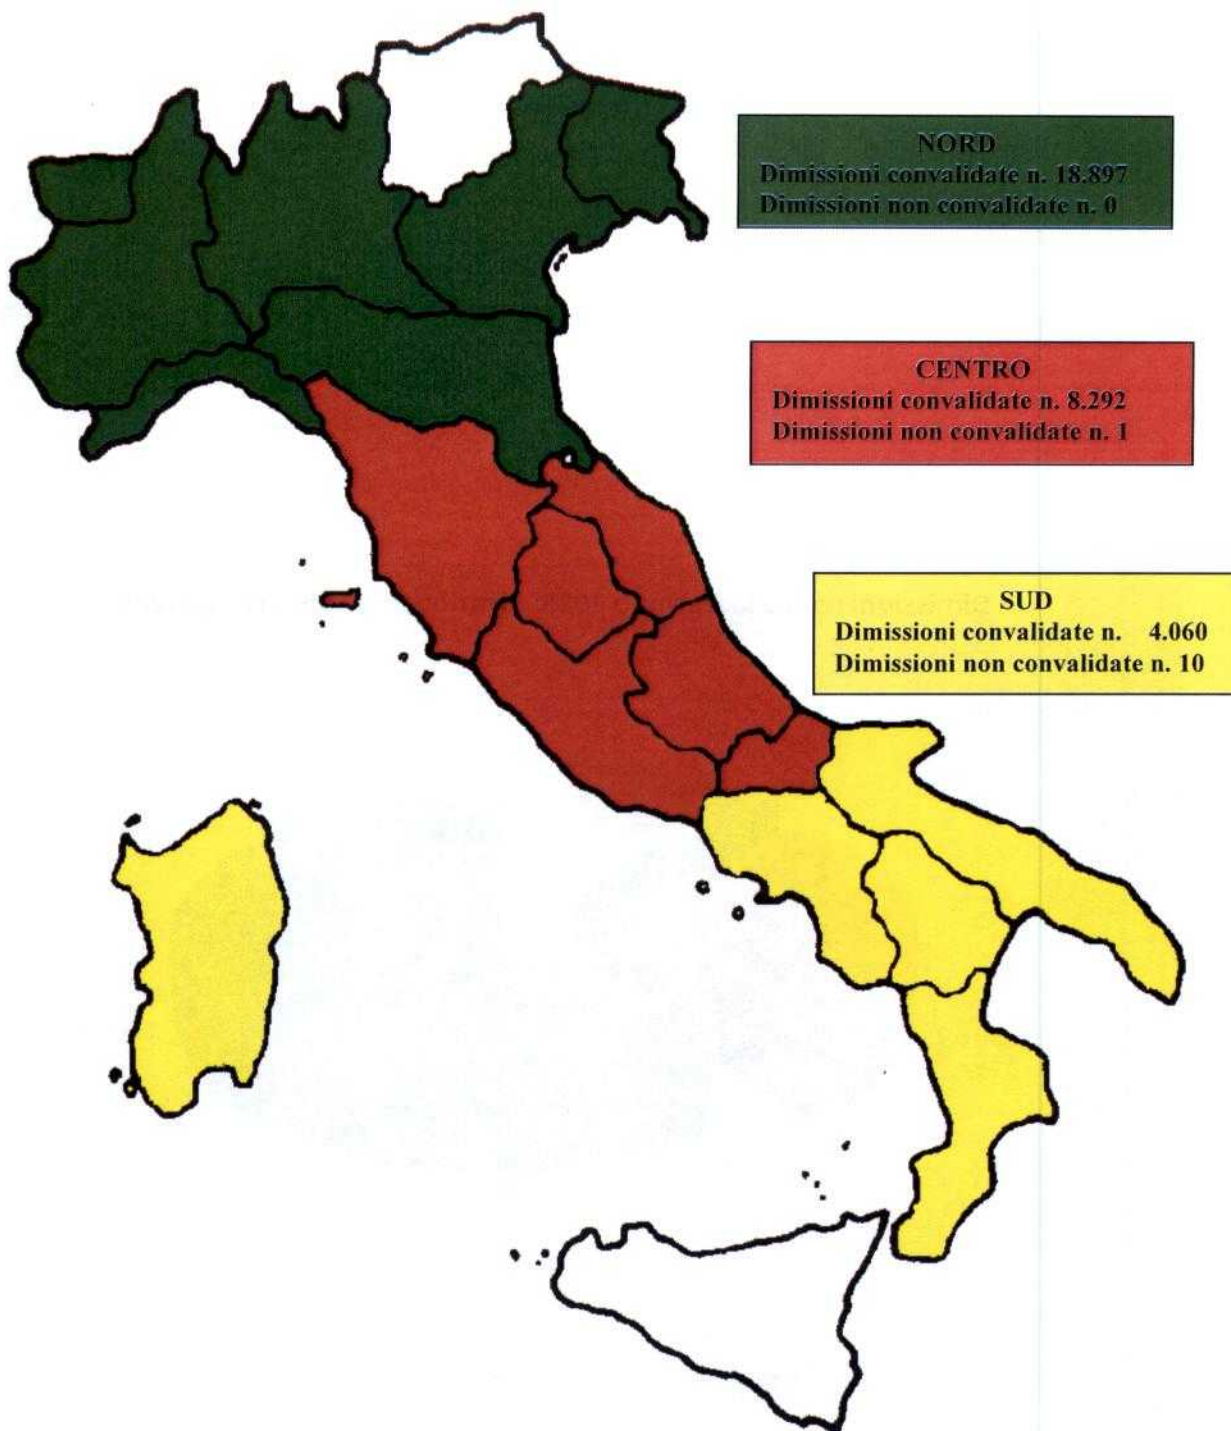 NORD
Dimissioni convalidate n. 18.897
Dimissioni non convalidate n. 0
CENTRO
Dimissioni convalidate n. 8.292
Dimissioni non convalidate n. 1
SUD
Dimissioni convalidate n. 4.060
Dimissioni non convalidate n. 10